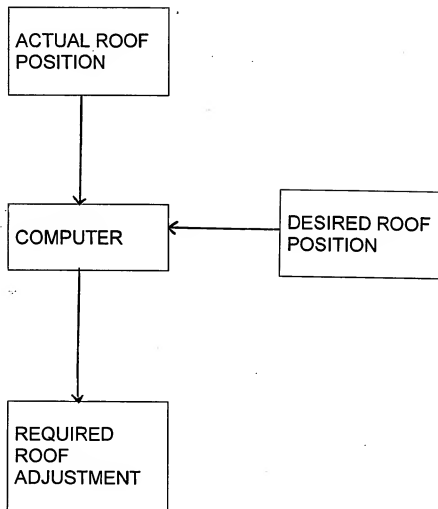 ACTUAL ROOF
POSITION
COMPUTER
DESIRED ROOF
POSITION
REQUIRED
ROOF
ADJUSTMENT